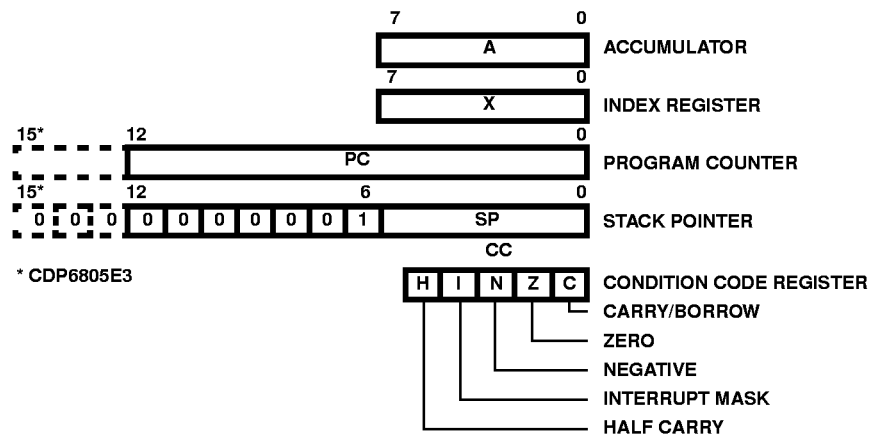 7 0
A ACCUMULATOR
7 0
X INDEX REGISTER
15* 12 0
PC PROGRAM COUNTER
15* 12 6 0
0 0 0 0 0 0 0 0 0 1 SP STACK POINTER
CC
* CDP6805E3
H I N Z C CONDITION CODE REGISTER
CARRY/BORROW
ZERO
NEGATIVE
INTERRUPT MASK
HALF CARRY